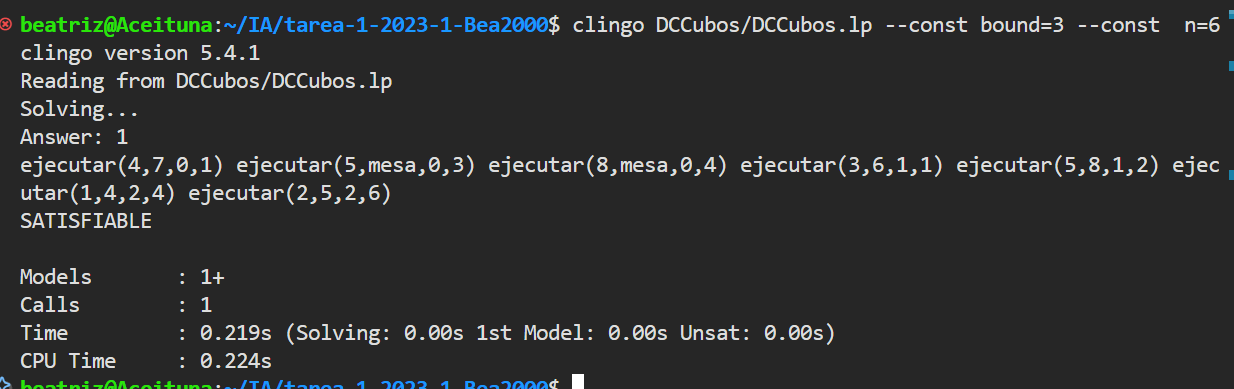 beatriz@Aceituna:~/IA/tarea-1-2023-1-Bea2000$ clingo DCCubos/DCCubos.lp --const bound=3 --const  n=6
clingo version 5.4.1
Reading from DCCubos/DCCubos.lp
Solving...
Answer: 1
ejecutar(4,7,0,1) ejecutar(5,mesa,0,3) ejecutar(8,mesa,0,4) ejecutar(3,6,1,1) ejecutar(5,8,1,2) ejec
utar(1,4,2,4) ejecutar(2,5,2,6)
SATISFIABLE
Models       : 1+
Calls        : 1
Time         : 0.219s (Solving: 0.00s 1st Model: 0.00s Unsat: 0.00s)
CPU Time     : 0.224s
beatriz@Aceituna:~/IA/tarea-1-2023-1-Bea2000$